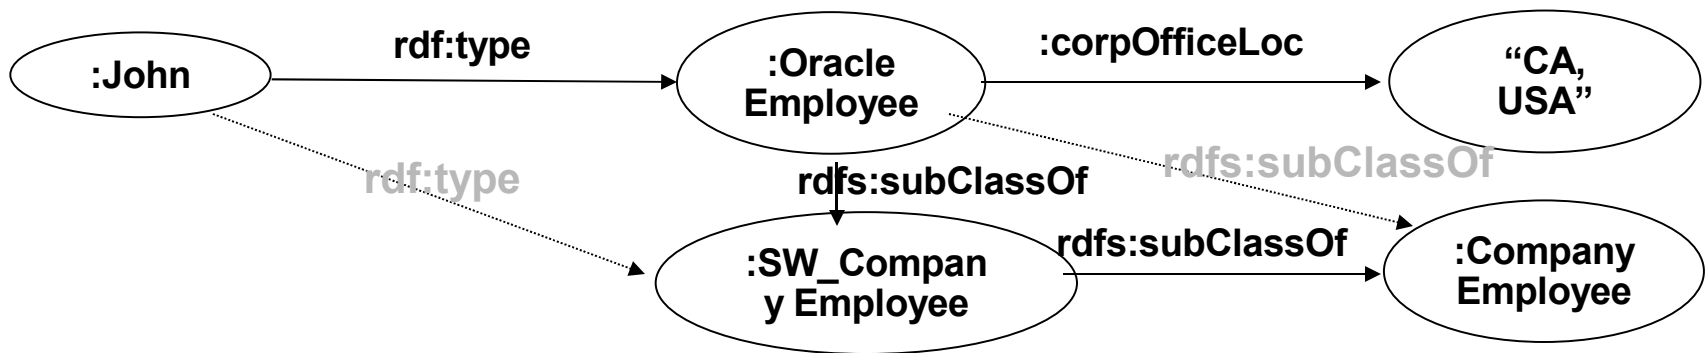 :John
rdf:type
:Oracle
Employee
:corpOfficeLoc
“CA,
USA”
rdf:type
rdfs:subClassOf
rdfs:subClassOf
:SW_Compan
y Employee
rdfs:subClassOf
:Company
Employee